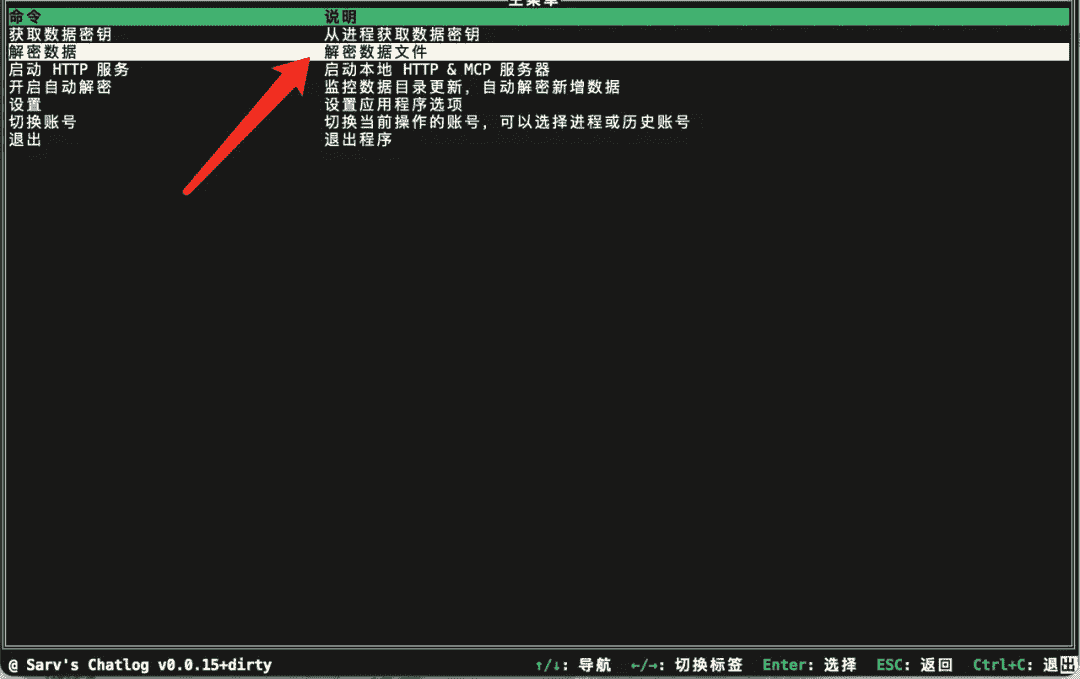 主菜单
命令 说明
获取数据密钥 从进程获取数据密钥
解密数据 解密数据文件
启动 HTTP 服务 启动本地 HTTP & MCP 服务器
开启自动解密 监控数据目录更新，自动解密新增数据
设置 设置应用程序选项
切换账号 切换当前操作的账号，可以选择进程或历史账号
退出 退出程序
@ Sarv's Chatlog v0.0.15+dirty ↑/↓: 导航 ←/→: 切换标签 Enter: 选择 ESC: 返回 Ctrl+C: 退出